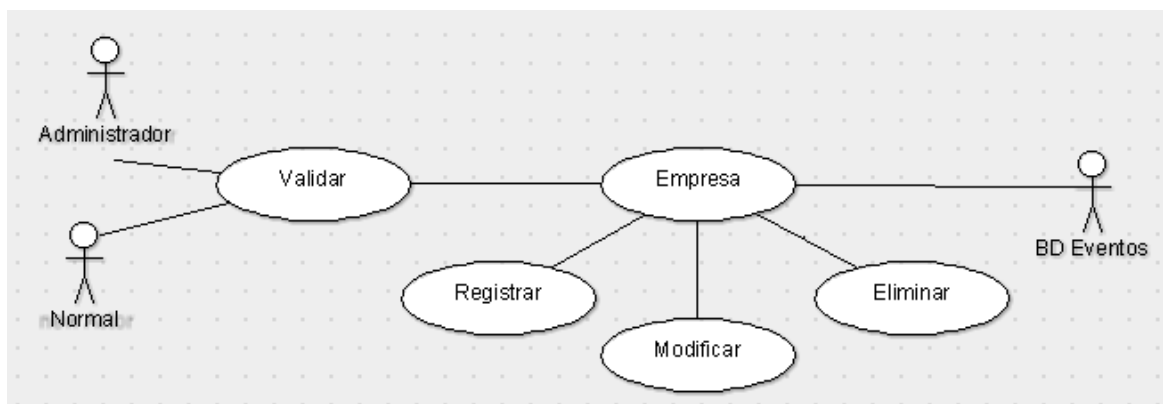 Administrador
Validar
Empresa
BD Eventos
Normal
Registrar
Eliminar
Modificar